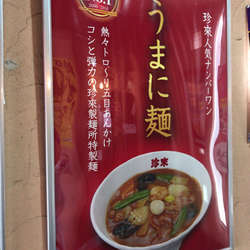 珍來人気ナンバーワン
うまに麺
熱々トロ〜リ五目あんかけ
コシと弾力の珍來製麺所特製麺
珍來